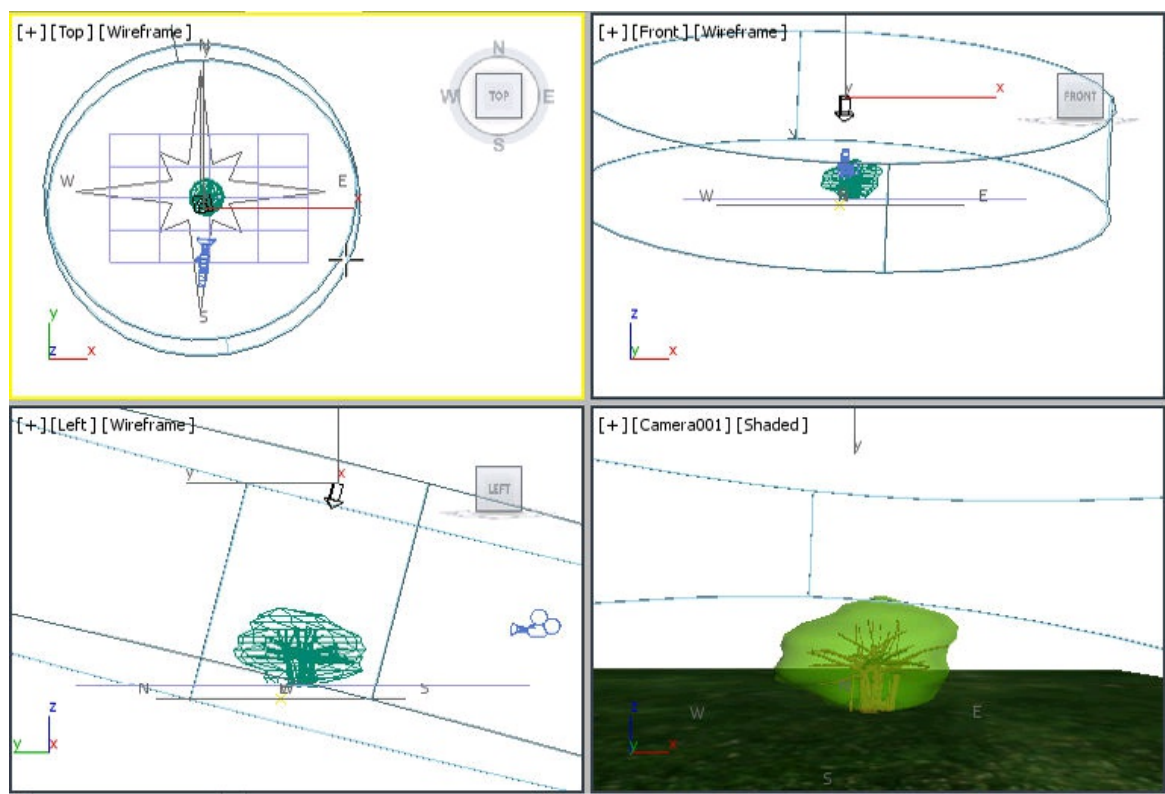 [+] [Top] [Wireframe]
N
y
W
E
x
S
y
z
x
N
W
TOP
E
S
[+] [Front] [Wireframe]
y
x
FRONT
W
E
z
y
x
[+] [Left] [Wireframe]
y
x
LEFT
N
W
S
z
y
x
[+] [Camera001] [Shaded]
y
W
E
S
z
y
x